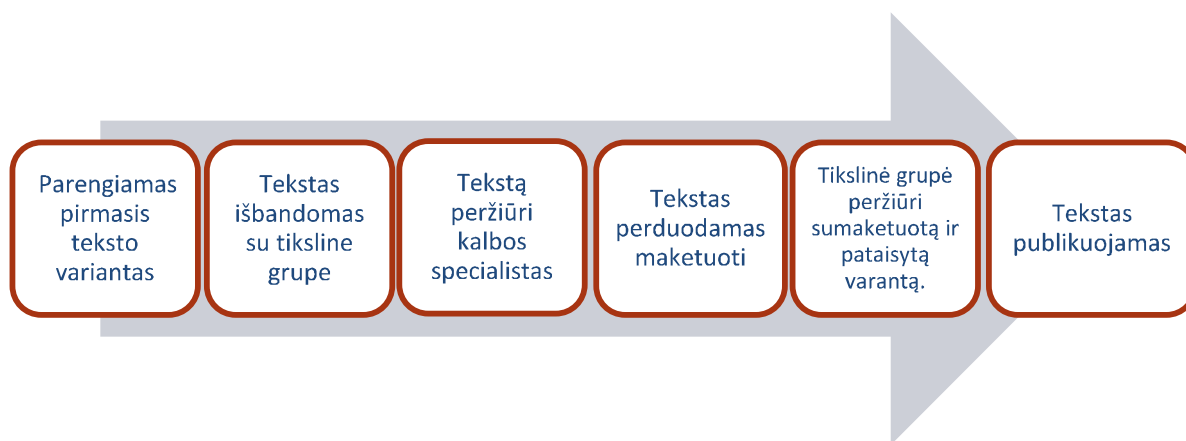 Parengiamas
pirmasis
teksto
variantas
Tekstas
išbandomas
su tiksline
grupe
Tekstą
peržiūri
kalbos
specialistas
Tekstas
perduodamas
maketuoti
Tikslinė grupė
peržiūri
sumaketuotą ir
pataisytą
varantą.
Tekstas
publikuojamas